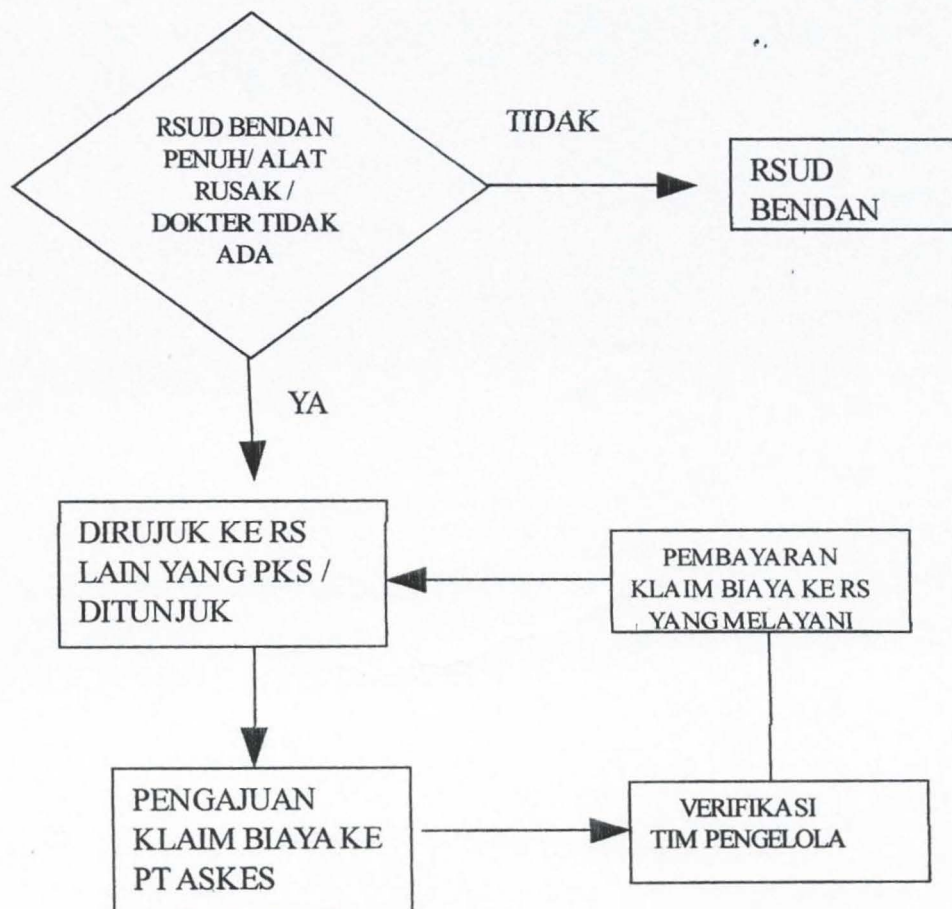 RSUD BENDAN
PENUH/ ALAT
RUSAK /
DOKTER TIDAK
ADA
TIDAK
RSUD
BENDAN
YA
DIRUJUK KE RS
LAIN YANG PKS /
DITUNJUK
PEMBAYARAN
KLAIM BIAYA KE RS
YANG MELAYANI
PENGAJUAN
KLAIM BIAYA KE
PT ASKES
VERIFIKASI
TIM PENGELOLA